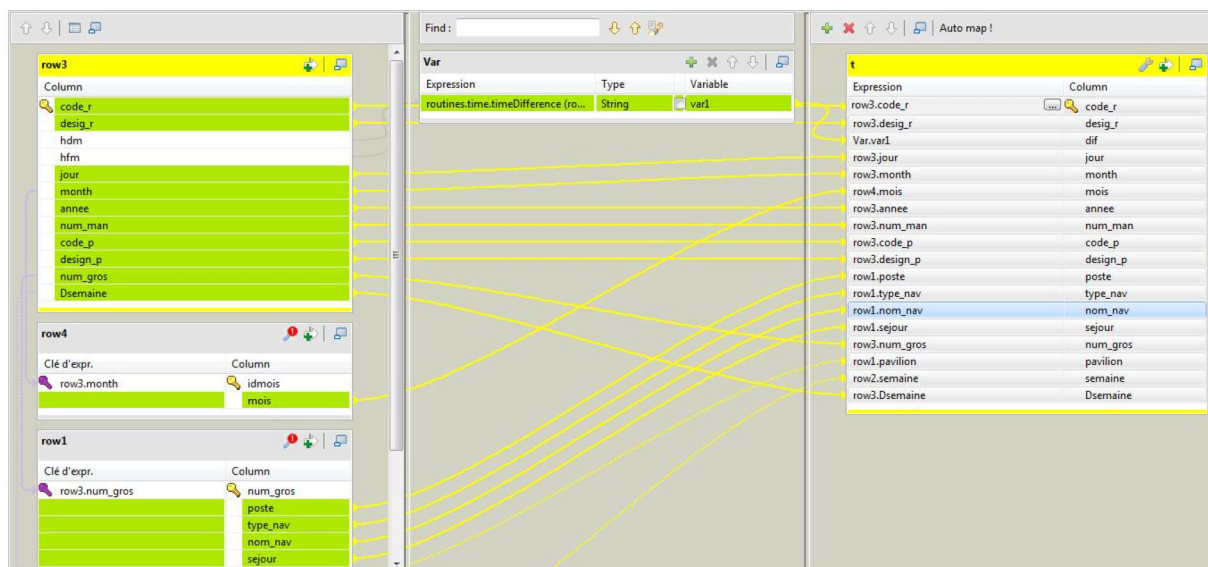 row3
Column
code_r
desig_r
hdm
hfm
jour
month
annee
num_man
code_p
design_p
num_gros
Dsemaine
row4
Clé d'expr. Column
row3.month idmois
mois
row1
Clé d'expr. Column
row3.num_gros num_gros
poste
type_nav
nom_nav
sejour
Find :
Var
Expression Type Variable
routines.time.timeDifference (ro... String var1
Auto map !
t
Expression Column
row3.code_r ... code_r
row3.desig_r desig_r
Var.var1 dif
row3.jour jour
row3.month month
row4.mois mois
row3.annee annee
row3.num_man num_man
row3.code_p code_p
row3.design_p design_p
row1.poste poste
row1.type_nav type_nav
row1.nom_nav nom_nav
row1.sejour sejour
row3.num_gros num_gros
row1.pavilion pavilion
row2.semaine semaine
row3.Dsemaine Dsemaine